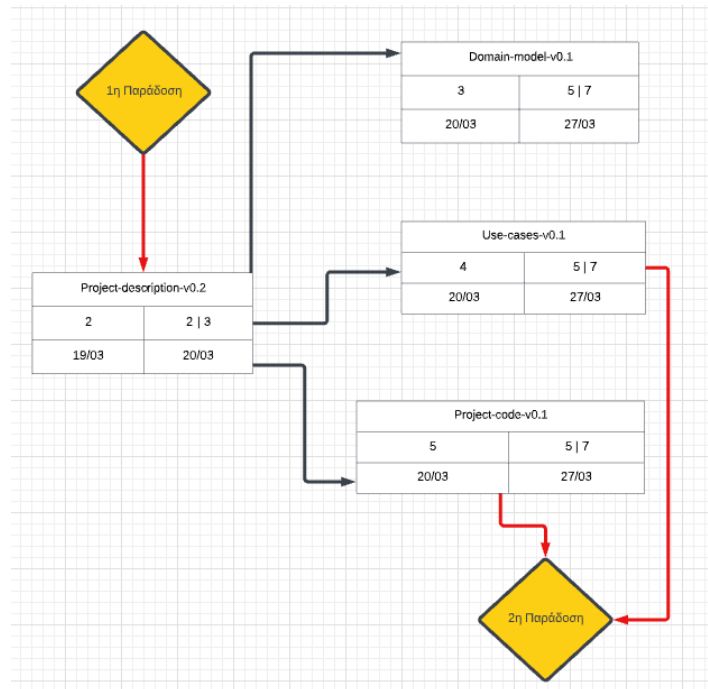 1η Παράδοση
Domain-model-v0.1
3 5 | 7
20/03 27/03
Use-cases-v0.1
4 5 | 7
20/03 27/03
Project-description-v0.2
2 2 | 3
19/03 20/03
Project-code-v0.1
5 5 | 7
20/03 27/03
2η Παράδοση